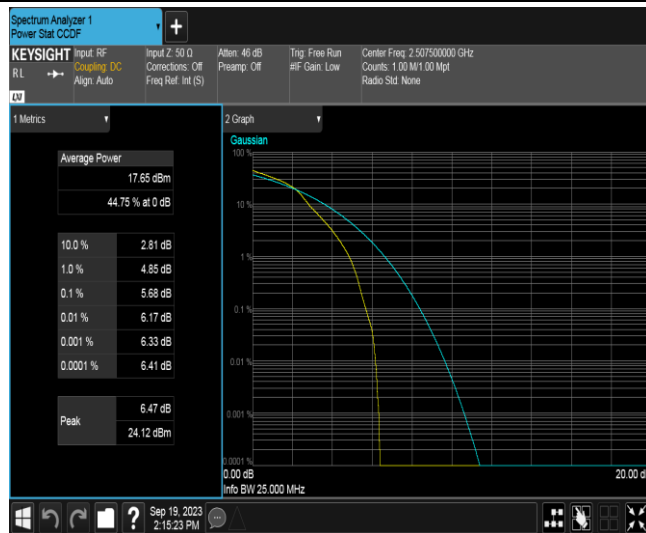 Spectrum Analyzer 1
Power Stat CCDF
+
KEYSIGHT
RL
Input: RF
Coupling: DC
Align: Auto
Input Z: 50 Ω
Corrections: Off
Freq Ref: Int (S)
Atten: 46 dB
Preamp: Off
Trig: Free Run
#IF Gain: Low
Center Freq: 2.507500000 GHz
Counts: 1.00 M/1.00 Mpt
Radio Std: None
1 Metrics
Average Power
17.65 dBm
44.75 % at 0 dB
10.0 % 2.81 dB
1.0 % 4.85 dB
0.1 % 5.68 dB
0.01 % 6.17 dB
0.001 % 6.33 dB
0.0001 % 6.41 dB
Peak
6.47 dB
24.12 dBm
2 Graph
Gaussian
100 %
10 %
1 %
0.1 %
0.01 %
0.001 %
0.0001 %
0.00 dB
20.00 d
Info BW 25.000 MHz
?
Sep 19, 2023
2:15:23 PM